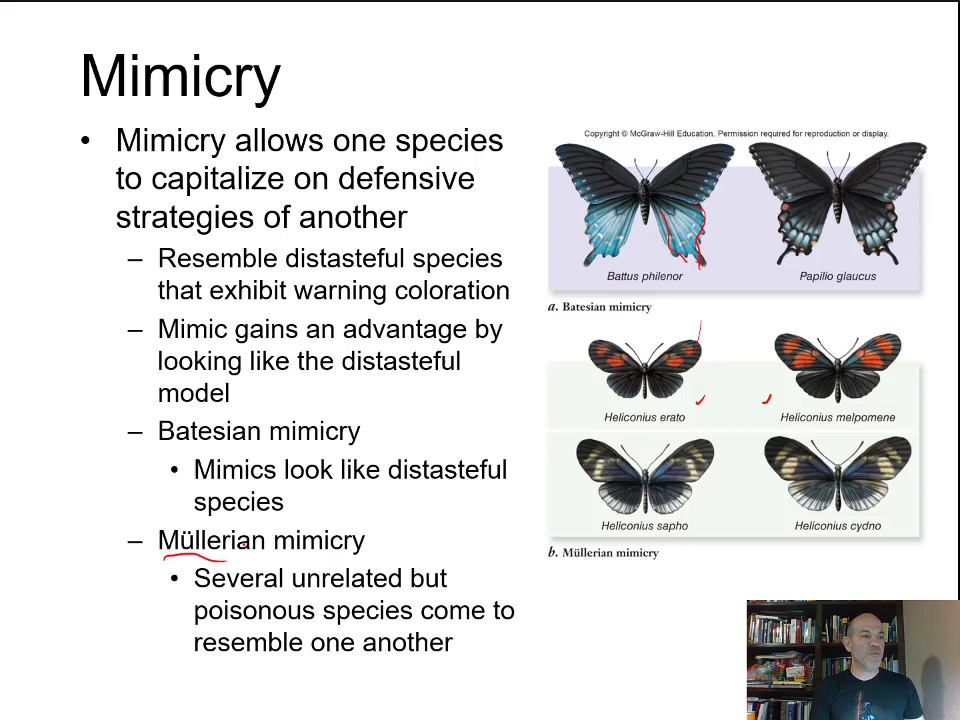 Mimicry
• Mimicry allows one species
to capitalize on defensive
strategies of another
– Resemble distasteful species
that exhibit warning coloration
– Mimic gains an advantage by
looking like the distasteful
model
– Batesian mimicry
• Mimics look like distasteful
species
– Müllerian mimicry
• Several unrelated but
poisonous species come to
resemble one another
Copyright © McGraw-Hill Education. Permission required for reproduction or display.
Battus philenor
Papilio glaucus
a. Batesian mimicry
Heliconius erato
Heliconius melpomene
Heliconius sapho
Heliconius cydno
b. Müllerian mimicry